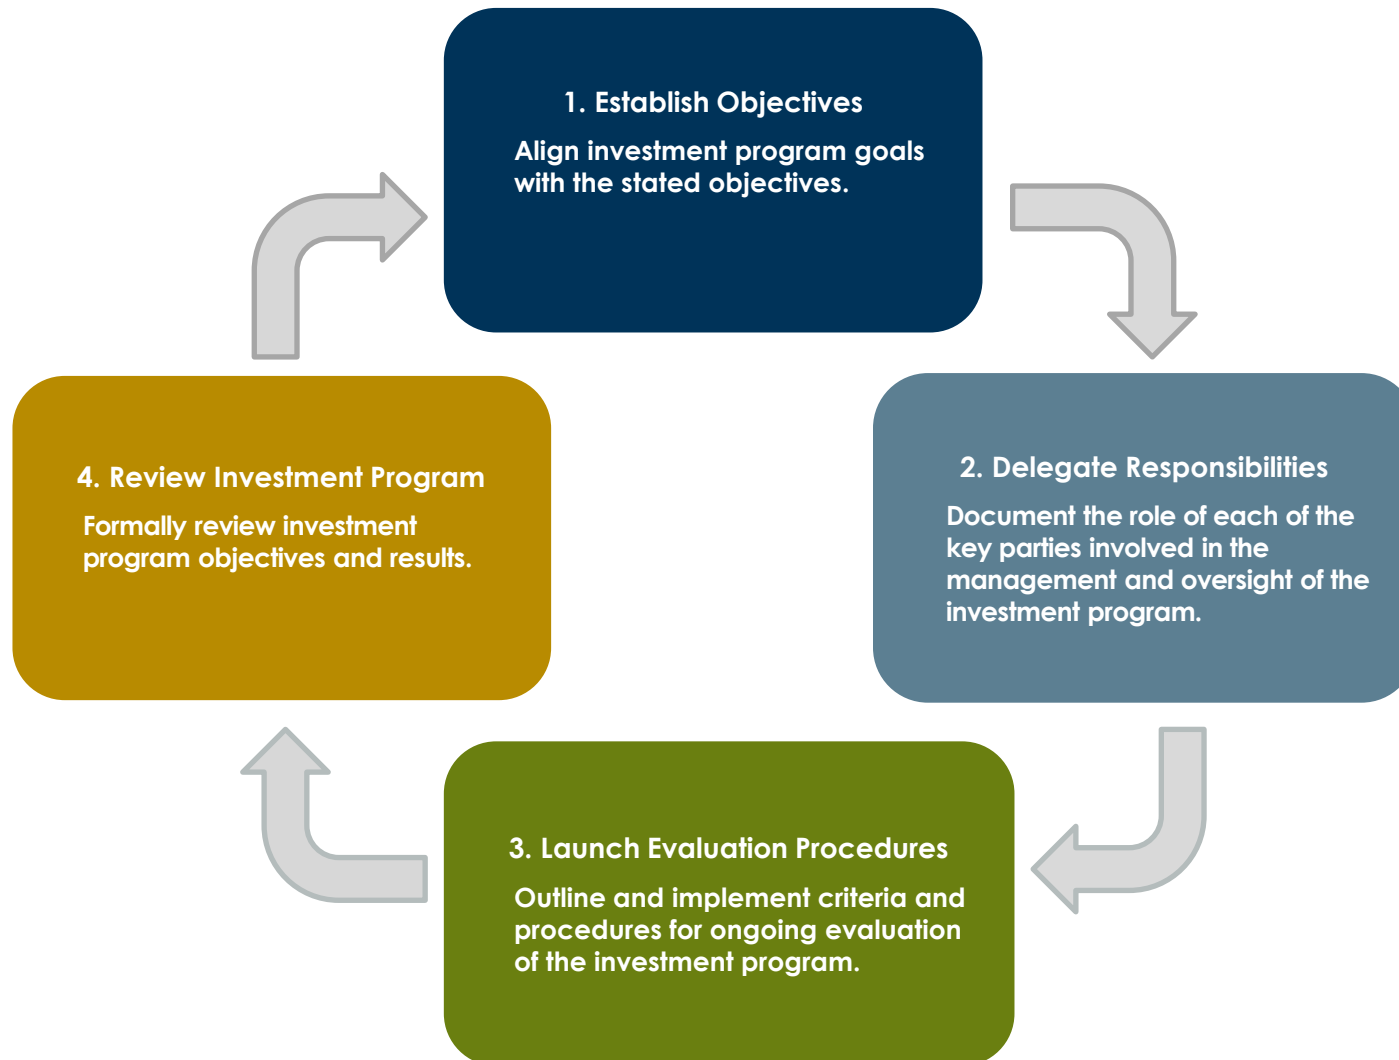 1. Establish Objectives
Align investment program goals
with the stated objectives.
2. Delegate Responsibilities
Document the role of each of the
key parties involved in the
management and oversight of the
investment program.
3. Launch Evaluation Procedures
Outline and implement criteria and
procedures for ongoing evaluation
of the investment program.
4. Review Investment Program
Formally review investment
program objectives and results.